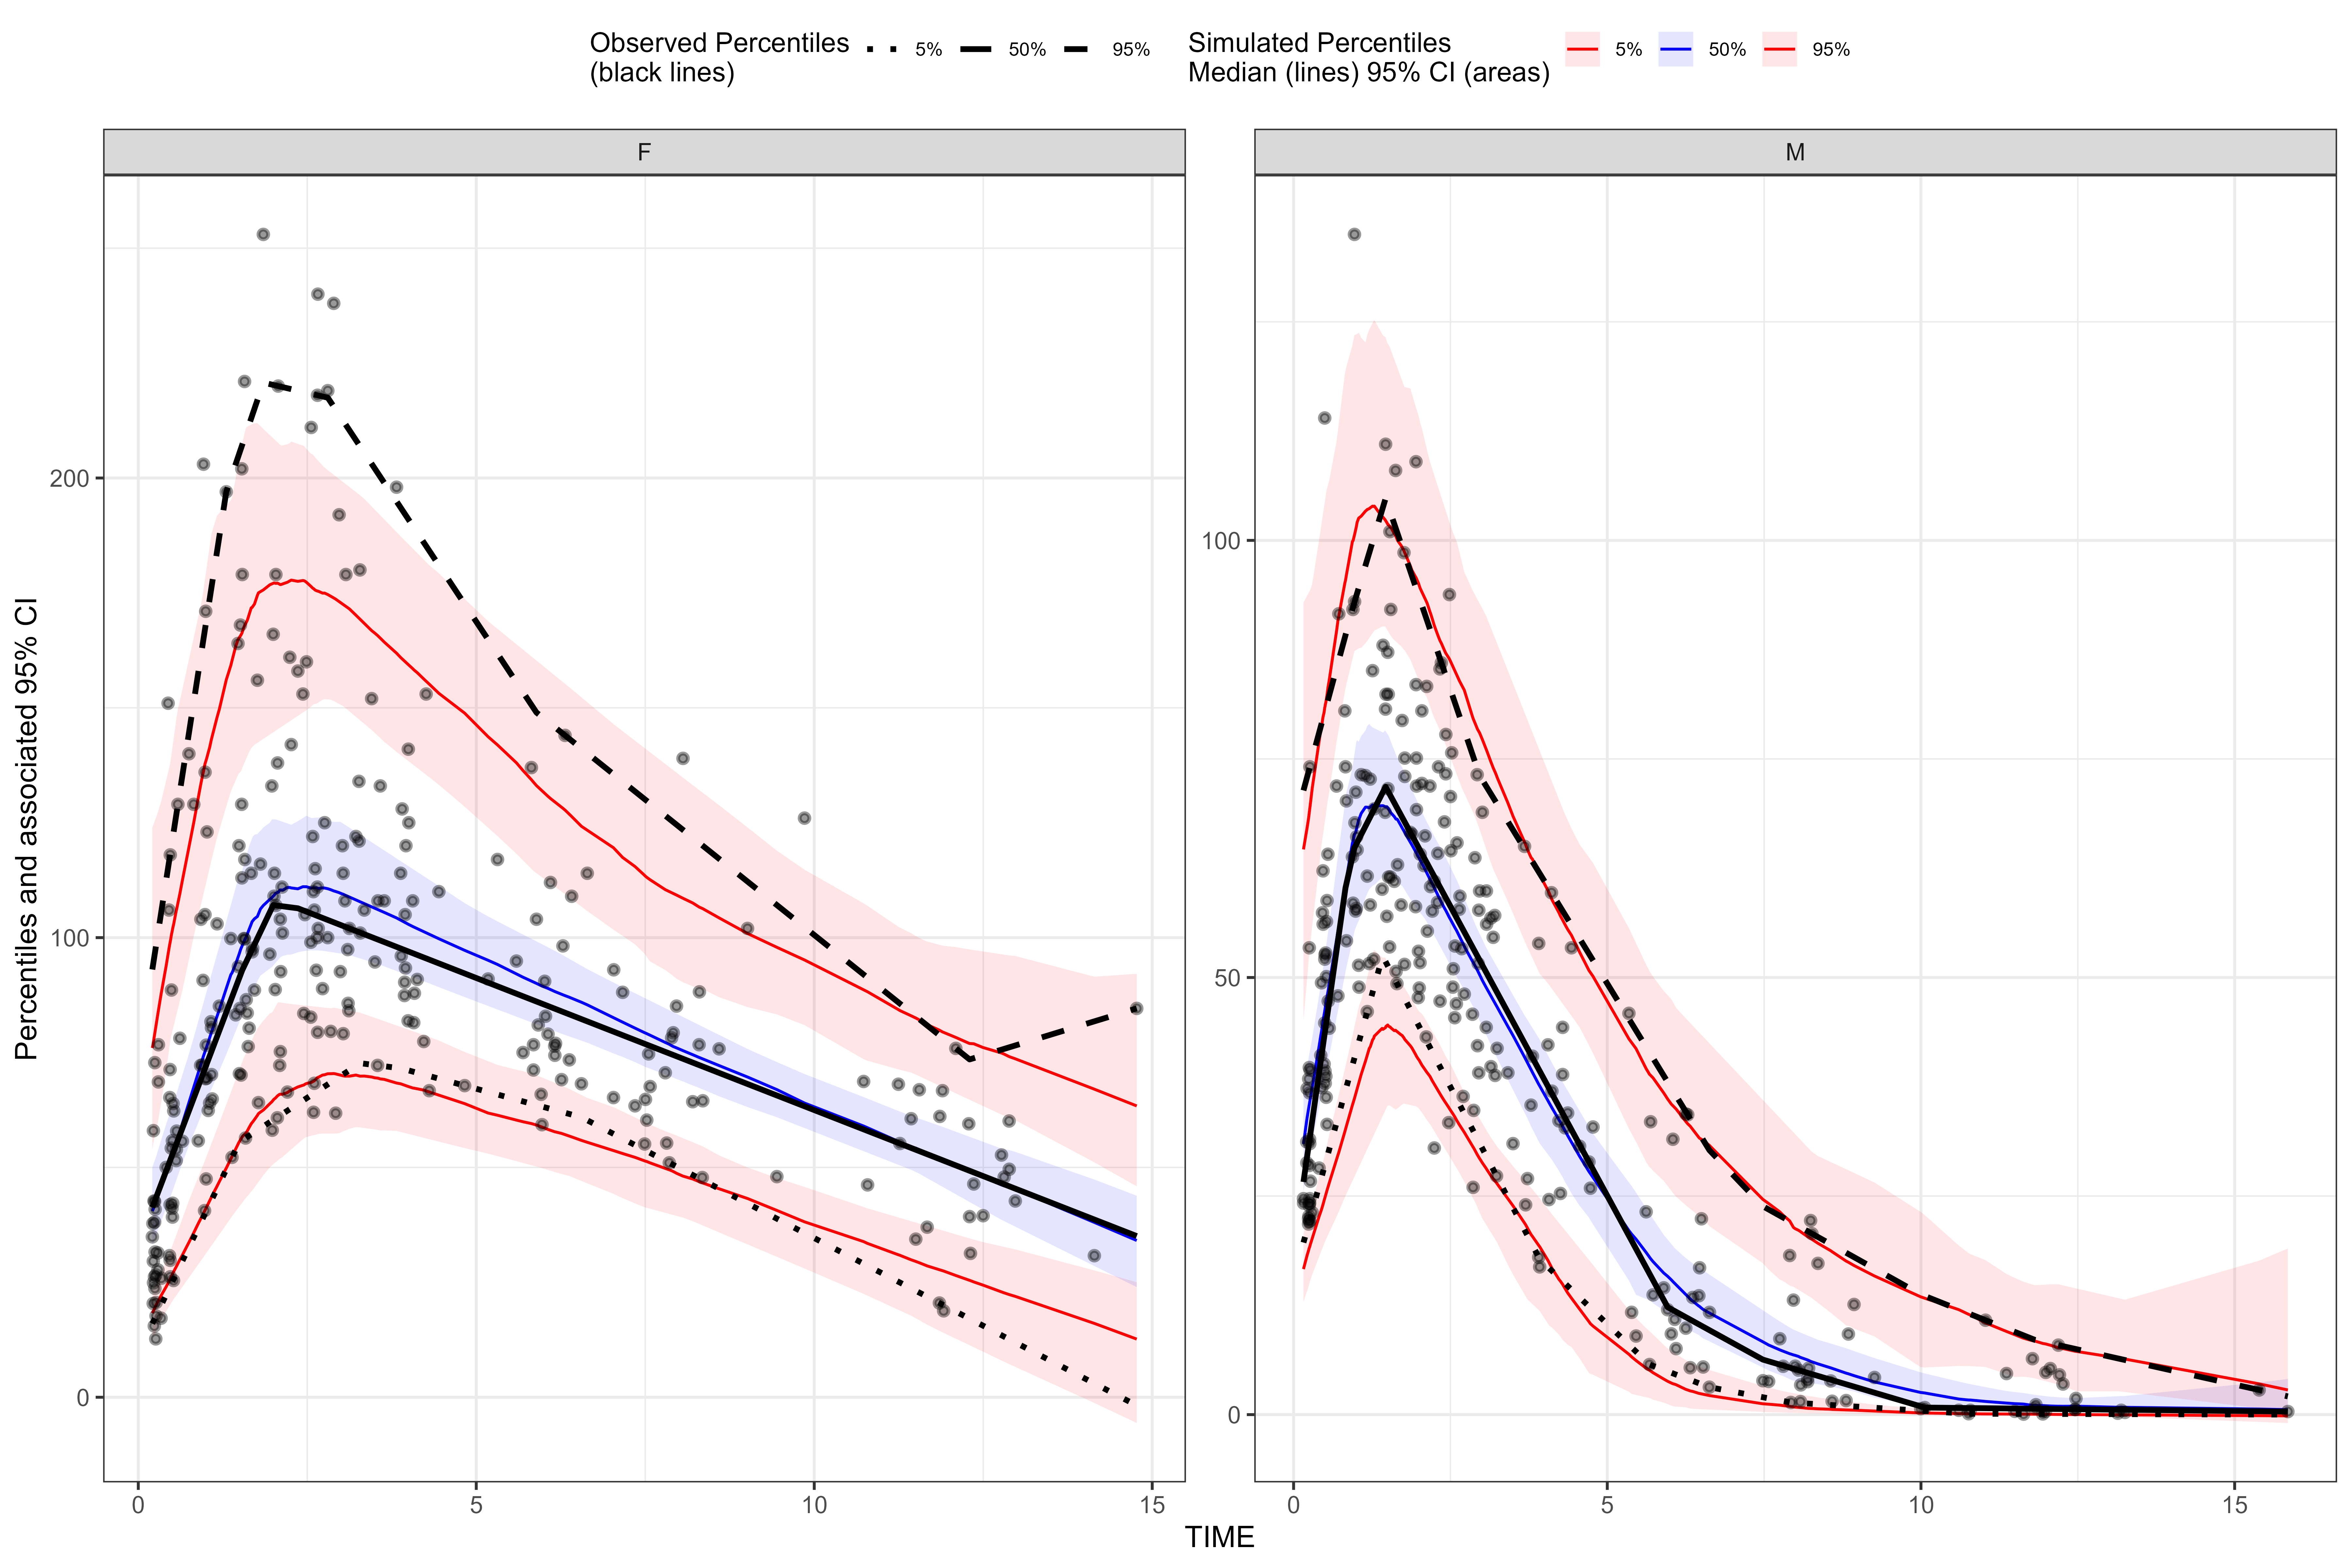 Observed Percentiles
(black lines)
5% 50% 95%
Simulated Percentiles
Median (lines) 95% CI (areas)
5% 50% 95%
F
M
Percentiles and associated 95% CI
200
100
0
100
50
0
0 5 10 15
0 5 10 15
TIME